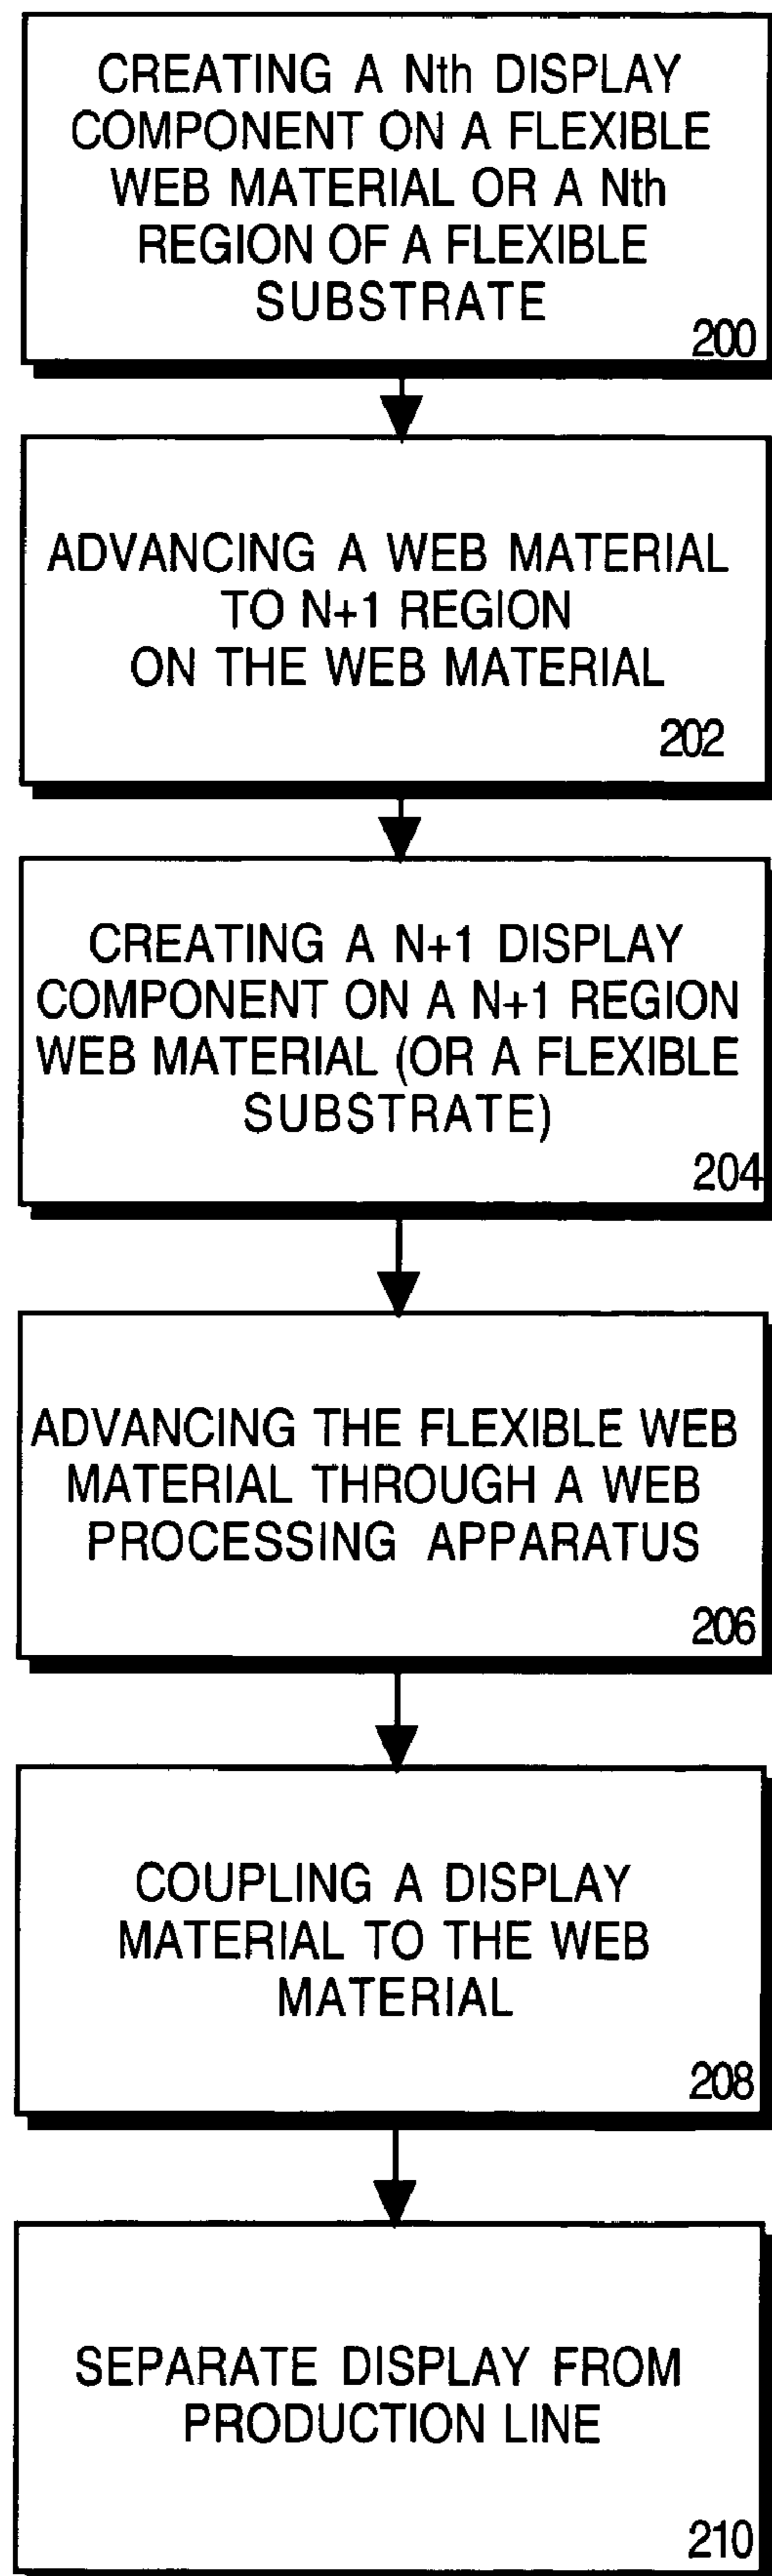 CREATING A Nth DISPLAY
COMPONENT ON A FLEXIBLE
WEB MATERIAL OR A Nth
REGION OF A FLEXIBLE
SUBSTRATE
200
ADVANCING A WEB MATERIAL
TO N+1 REGION
ON THE WEB MATERIAL
202
CREATING A N+1 DISPLAY
COMPONENT ON A N+1 REGION
WEB MATERIAL (OR A FLEXIBLE
SUBSTRATE)
204
ADVANCING THE FLEXIBLE WEB
MATERIAL THROUGH A WEB
PROCESSING APPARATUS
206
COUPLING A DISPLAY
MATERIAL TO THE WEB
MATERIAL
208
SEPARATE DISPLAY FROM
PRODUCTION LINE
210